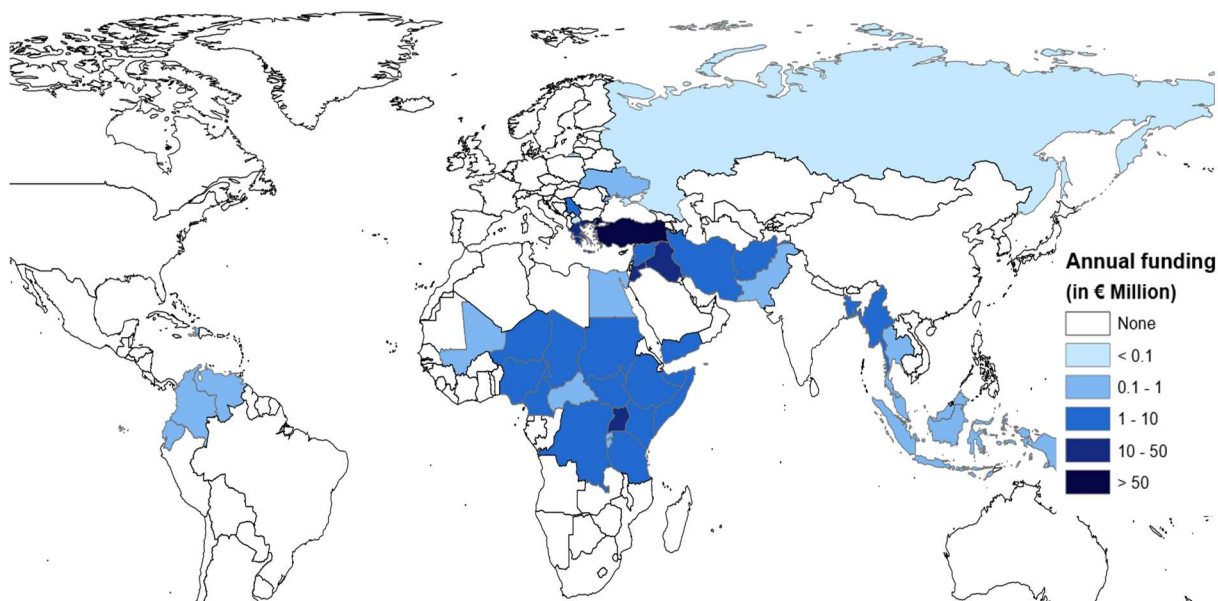 Annual funding
(in € Million)
None
< 0.1
0.1 - 1
1 - 10
10 - 50
> 50